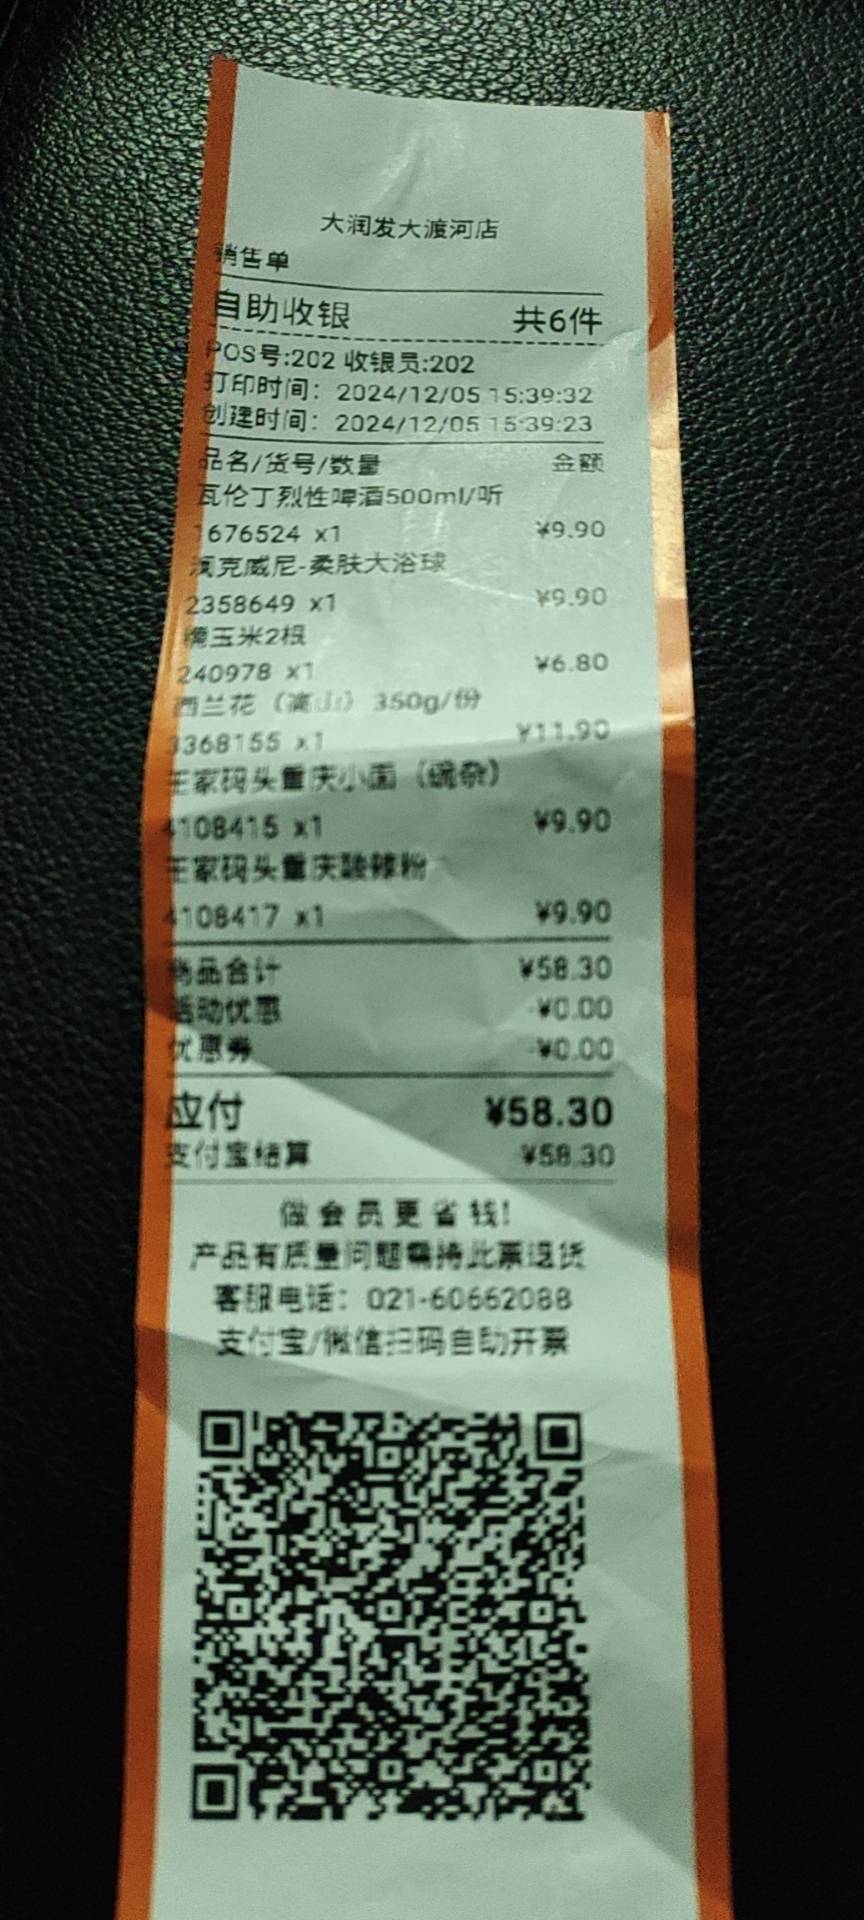 大润发大渡河店
销售单
自助收银 共6件
POS号:202 收银员:202
打印时间：2024/12/05 15:39:32
创建时间：2024/12/05 15:39:23
品名/货号/数量 金额
瓦伦丁烈性啤酒500ml/听
1676524 x1 ¥9.90
克威尼-柔肤大浴球
2358649 x1 ¥9.90
玉米2根
240978 x1 ¥6.80
西兰花（高山）350g/份
3368155 x1 ¥11.90
王家码头重庆小面（豌杂）
4108415 x1 ¥9.90
王家码头重庆酸辣粉
4108417 x1 ¥9.90
商品合计 ¥58.30
活动优惠 -¥0.00
优惠券 -¥0.00
应付 ¥58.30
支付宝结算 ¥58.30
做会员更省钱!
产品有质量问题需持此票退货
客服电话：021-60662088
支付宝/微信扫码自助开票